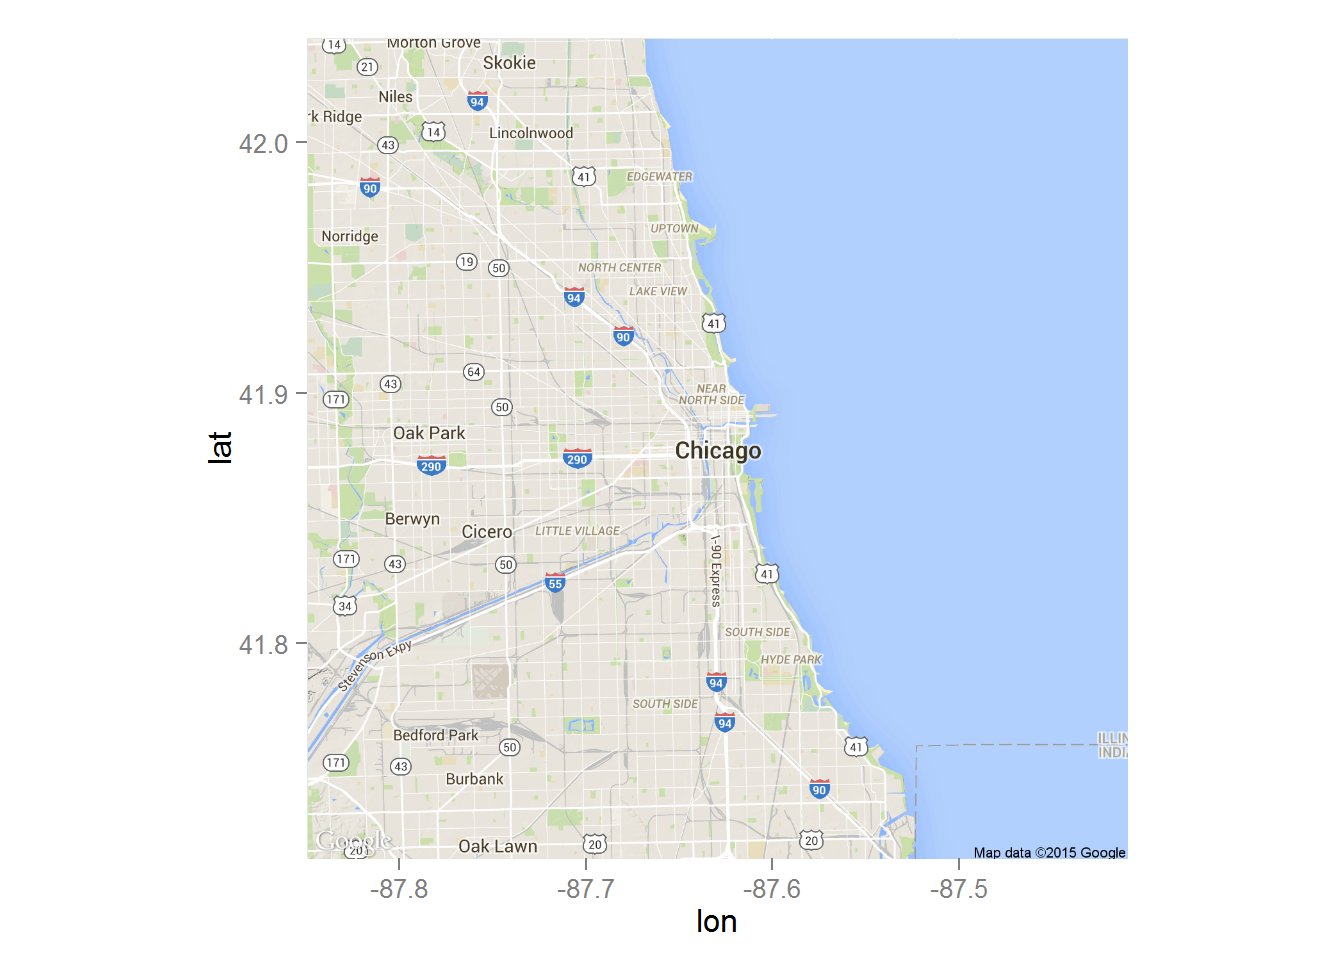 14
Morton Grove
Skokie
21
94
Niles
rk Ridge
14
Lincolnwood
42.0
43
41
EDGEWATER
90
UPTOWN
Norridge
19
50
NORTH CENTER
94
LAKE VIEW
41
90
64
43
NEAR
NORTH SIDE
41.9
171
50
Oak Park
lat
Chicago
290
290
Berwyn
Cicero
LITTLE VILLAGE
171
43
50
I-90 Express
41
55
34
SOUTH SIDE
41.8
Stevenson Expy
HYDE PARK
94
SOUTH SIDE
94
Bedford Park
50
41
ILLIN
INDIA
171
43
Burbank
90
Google
20
Oak Lawn
20
20
Map data ©2015 Google
-87.8
-87.7
-87.6
-87.5
lon